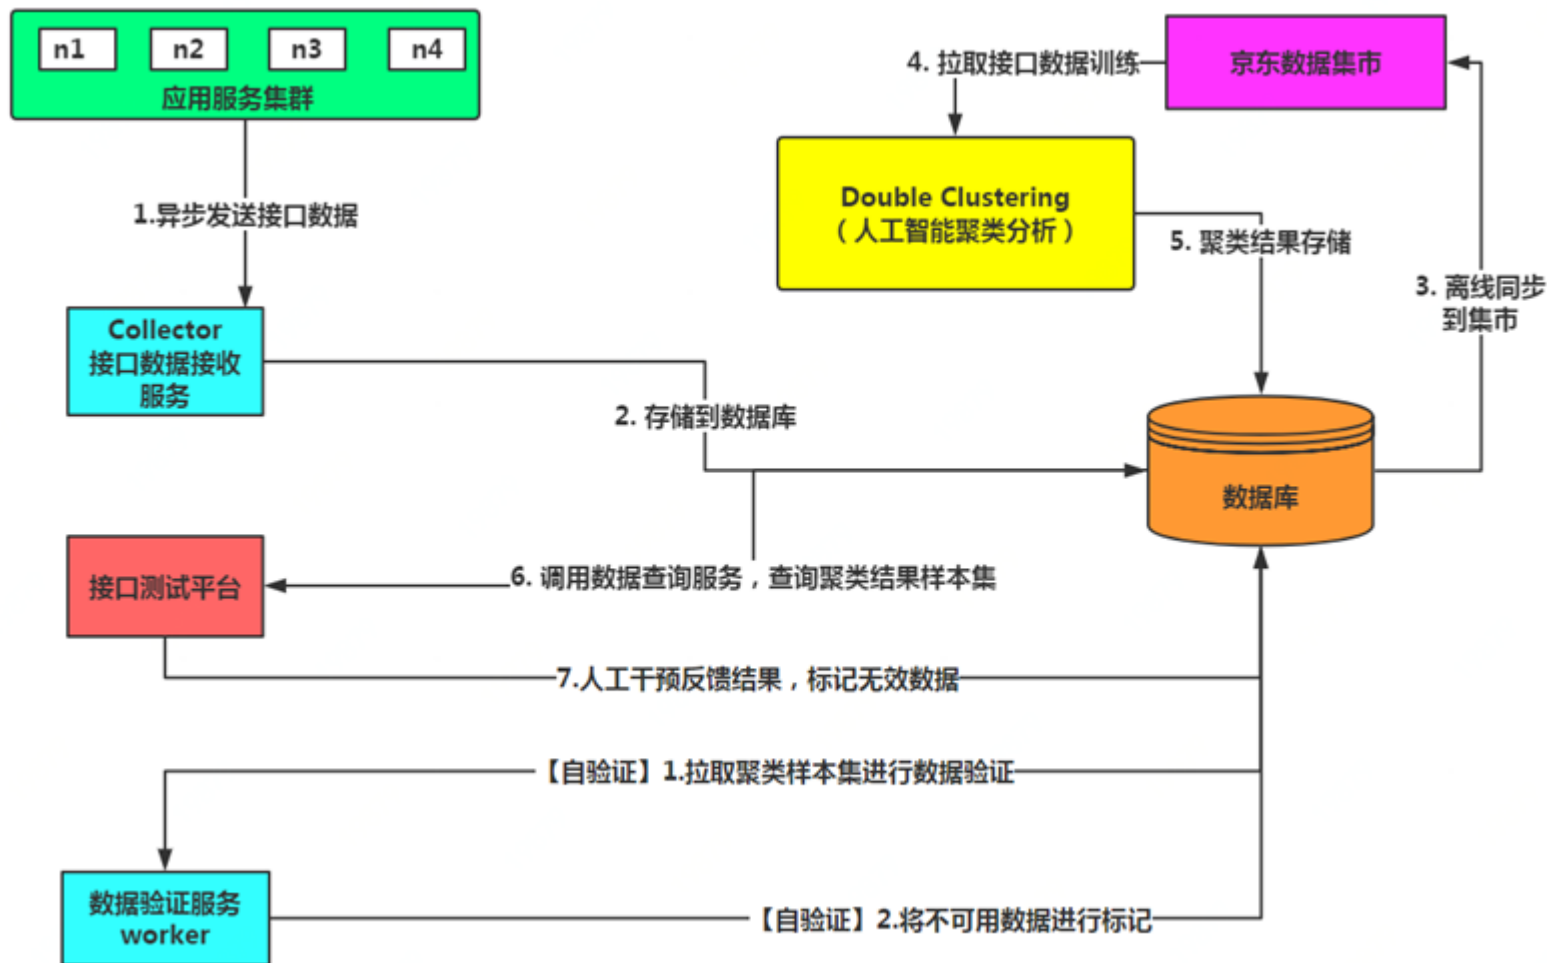 n1
n2
n3
n4
应用服务集群
1.异步发送接口数据
Collector
接口数据接收
服务
2. 存储到数据库
4. 拉取接口数据训练
京东数据集市
Double Clustering
（人工智能聚类分析）
5. 聚类结果存储
3. 离线同步
到集市
数据库
接口测试平台
6. 调用数据查询服务，查询聚类结果样本集
7.人工干预反馈结果，标记无效数据
【自验证】1.拉取聚类样本集进行数据验证
数据验证服务
worker
【自验证】2.将不可用数据进行标记